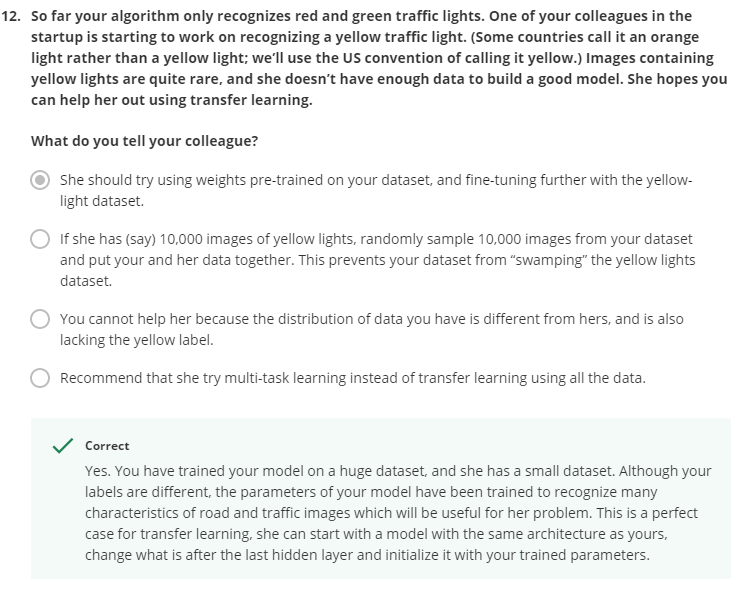 12. So far your algorithm only recognizes red and green traffic lights. One of your colleagues in the
startup is starting to work on recognizing a yellow traffic light. (Some countries call it an orange
light rather than a yellow light; we'll use the US convention of calling it yellow.) Images containing
yellow lights are quite rare, and she doesn't have enough data to build a good model. She hopes you
can help her out using transfer learning.
What do you tell your colleague?
She should try using weights pre-trained on your dataset, and fine-tuning further with the yellow-
light dataset.
If she has (say) 10,000 images of yellow lights, randomly sample 10,000 images from your dataset
and put your and her data together. This prevents your dataset from “swamping” the yellow lights
dataset.
You cannot help her because the distribution of data you have is different from hers, and is also
lacking the yellow label.
Recommend that she try multi-task learning instead of transfer learning using all the data.
Correct
Yes. You have trained your model on a huge dataset, and she has a small dataset. Although your
labels are different, the parameters of your model have been trained to recognize many
characteristics of road and traffic images which will be useful for her problem. This is a perfect
case for transfer learning, she can start with a model with the same architecture as yours,
change what is after the last hidden layer and initialize it with your trained parameters.